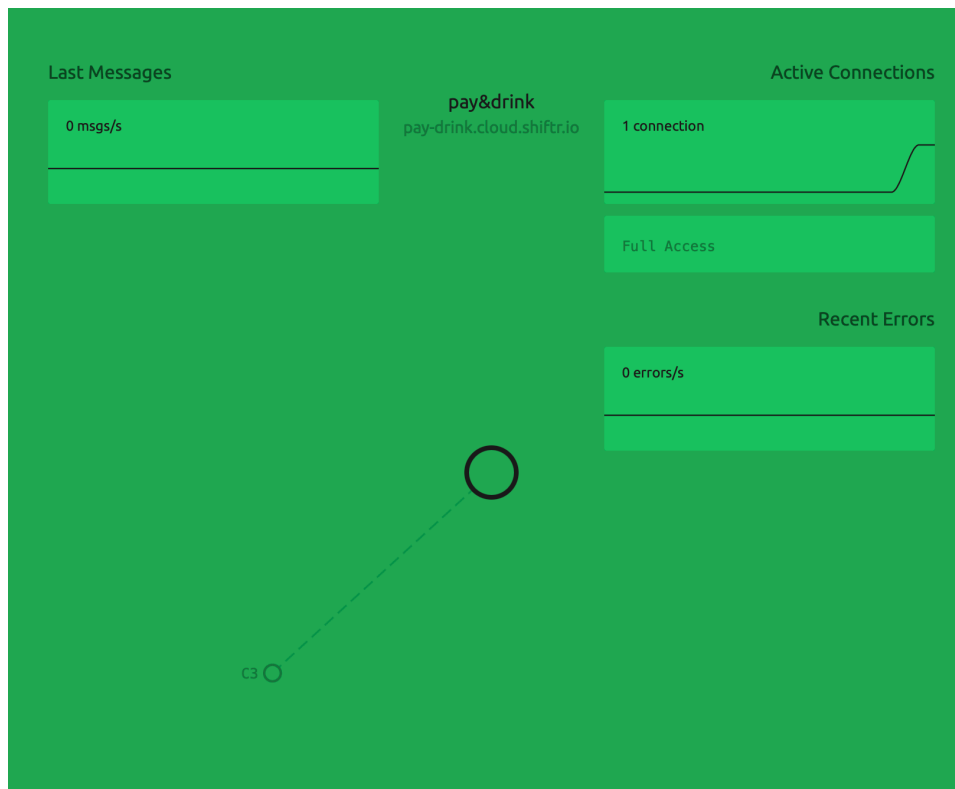 Last Messages
0 msgs/s
pay&drink
pay-drink.cloud.shiftr.io
Active Connections
1 connection
Full Access
Recent Errors
0 errors/s
C3